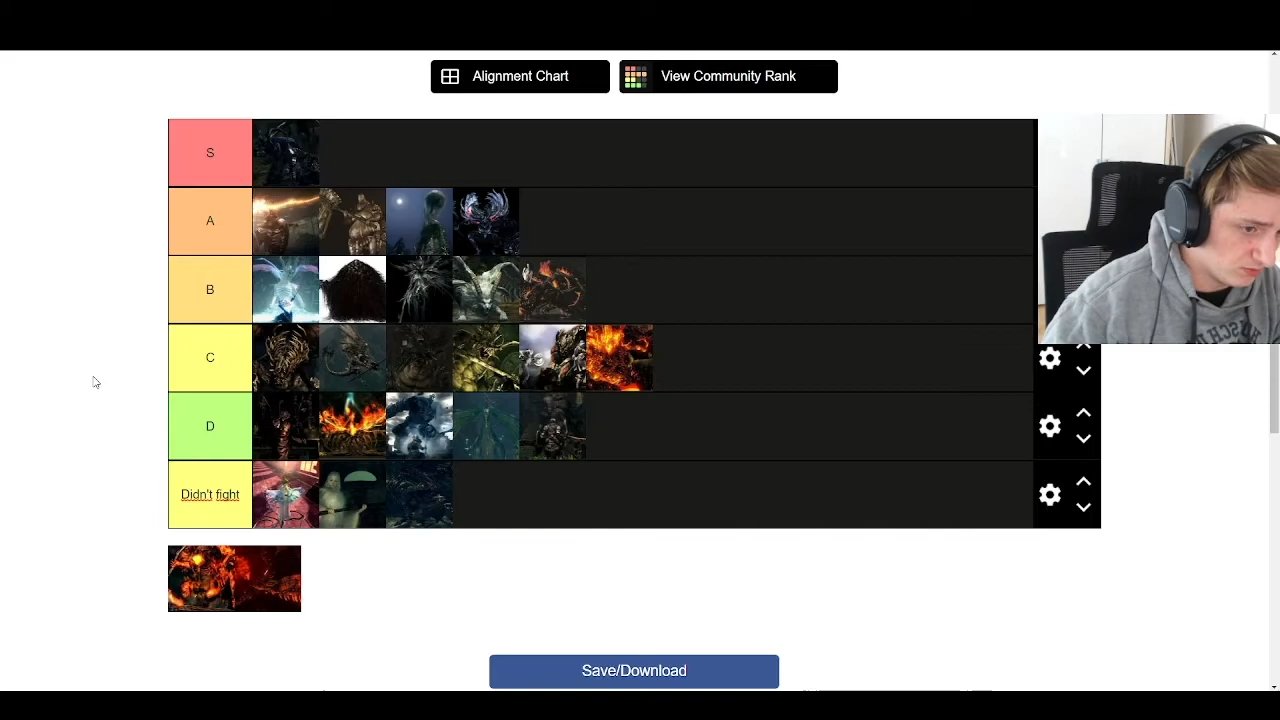 Alignment Chart
View Community Rank
S
A
B
C
D
Didn't fight
Save/Download